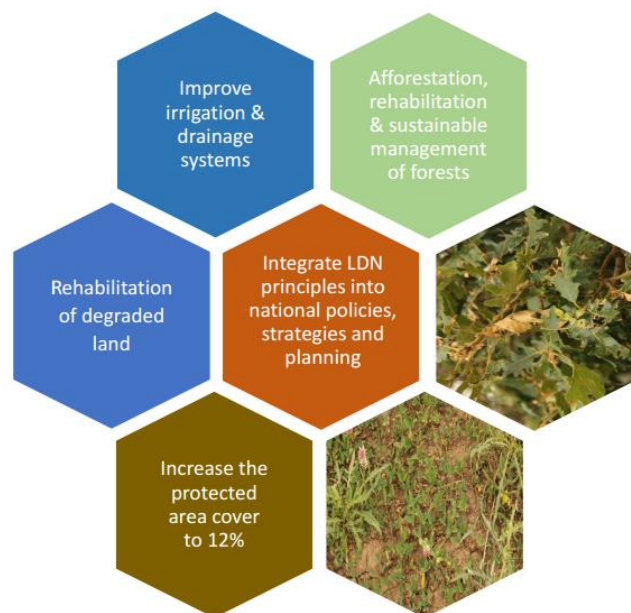 Improve
irrigation &
drainage
systems
Afforestation,
rehabilitation
& sustainable
management
of forests
Rehabilitation
of degraded
land
Integrate LDN
principles into
national policies,
strategies and
planning
Increase the
protected
area cover
to 12%